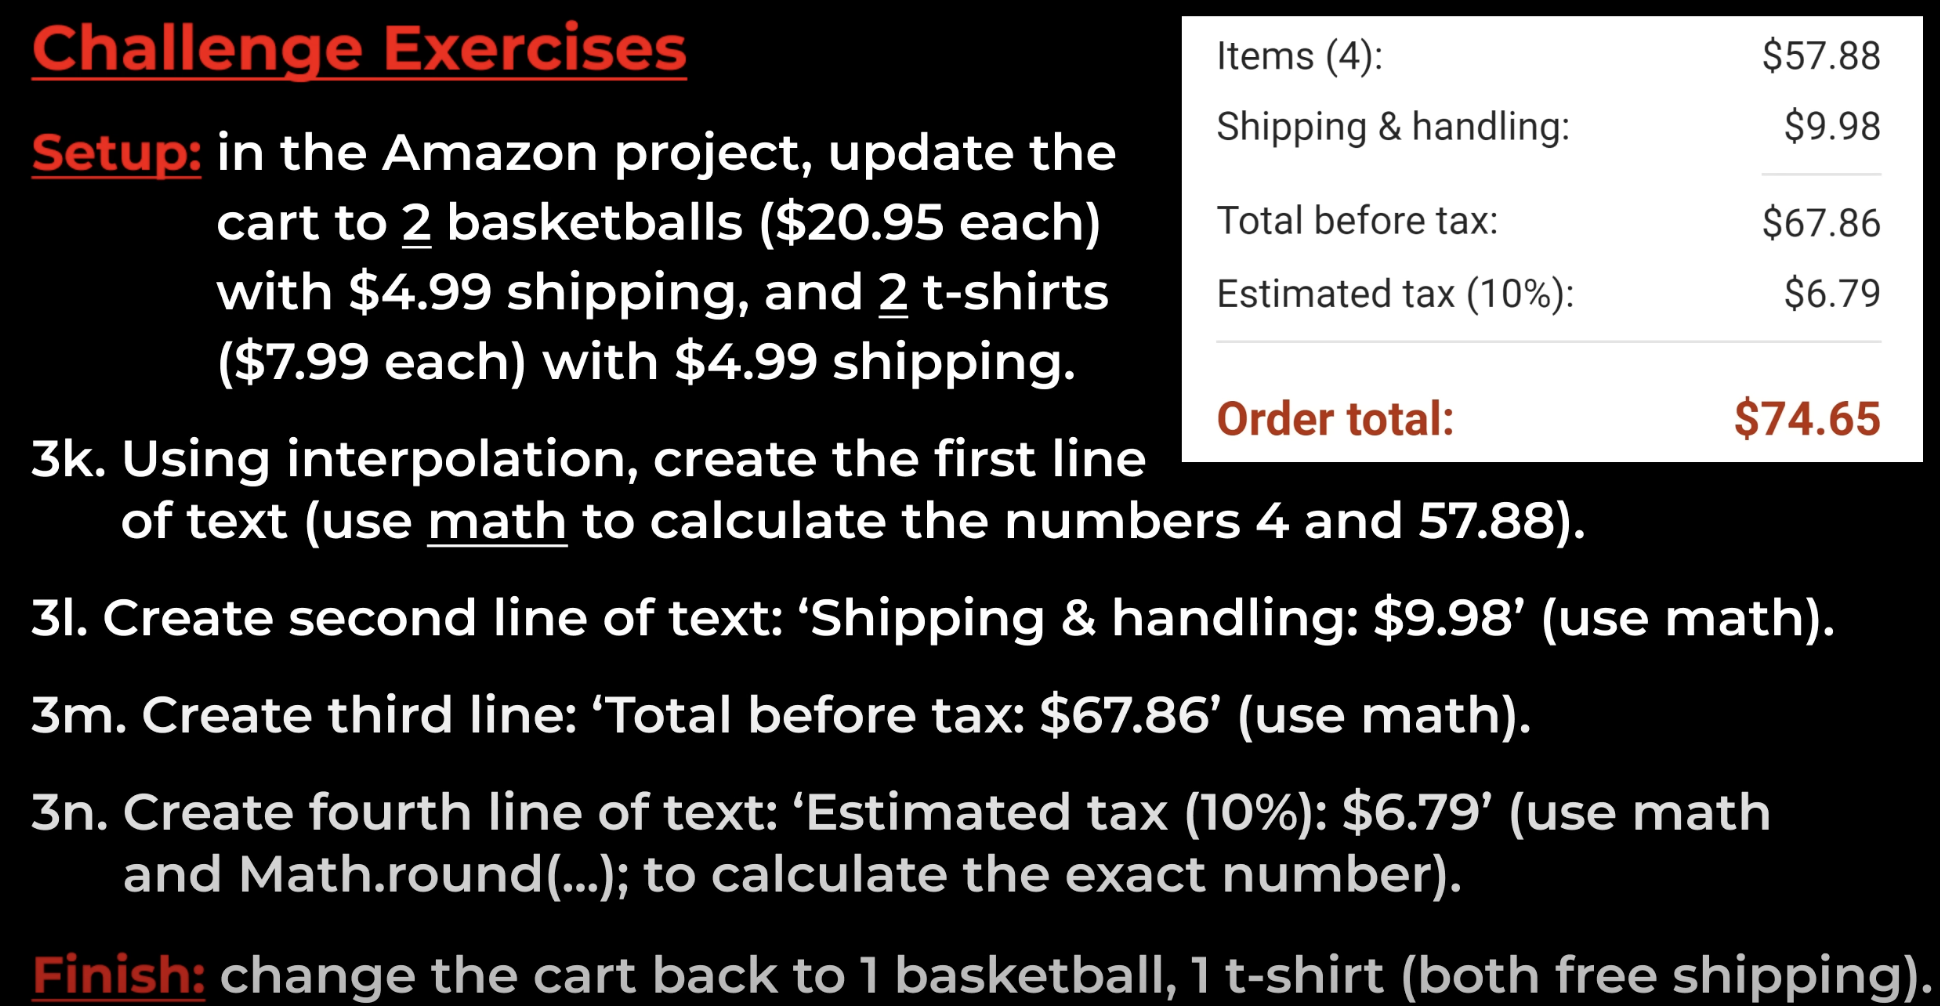 Challenge Exercises
Setup: in the Amazon project, update the
cart to 2 basketballs ($20.95 each)
with $4.99 shipping, and 2 t-shirts
($7.99 each) with $4.99 shipping.
Items (4): $57.88
Shipping & handling: $9.98
Total before tax: $67.86
Estimated tax (10%): $6.79
Order total: $74.65
3k. Using interpolation, create the first line
of text (use math to calculate the numbers 4 and 57.88).
3l. Create second line of text: ‘Shipping & handling: $9.98’ (use math).
3m. Create third line: ‘Total before tax: $67.86’ (use math).
3n. Create fourth line of text: ‘Estimated tax (10%): $6.79’ (use math
and Math.round(...); to calculate the exact number).
Finish: change the cart back to 1 basketball, 1 t-shirt (both free shipping).